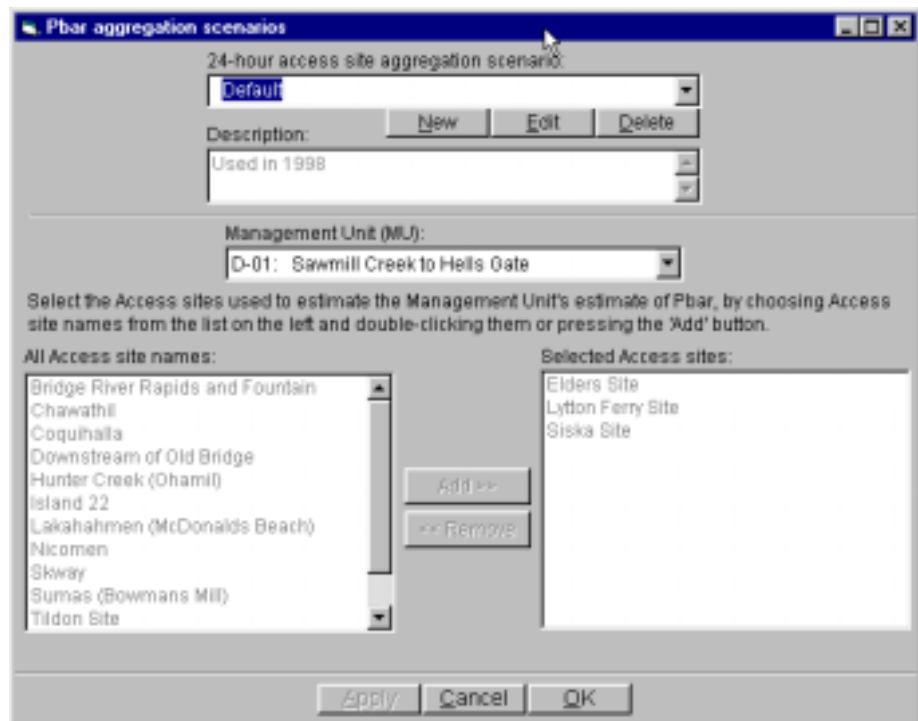 Pbar aggregation scenarios
24-hour access site aggregation scenario:
Default
New Edit Delete
Description:
Used in 1998
Management Unit (MU):
D-01: Sawmill Creek to Hells Gate
Select the Access sites used to estimate the Management Unit's estimate of Pbar, by choosing Access
site names from the list on the left and double-clicking them or pressing the 'Add' button.
All Access site names:
Bridge River Rapids and Fountain
Chawathil
Coquihalla
Downstream of Old Bridge
Hunter Creek (Ohamil)
Island 22
Lakahahmen (McDonalds Beach)
Nicomen
Skway
Sumas (Bowmans Mill)
Tildon Site
Add >>
<< Remove
Selected Access sites:
Elders Site
Lytton Ferry Site
Siska Site
Apply Cancel OK